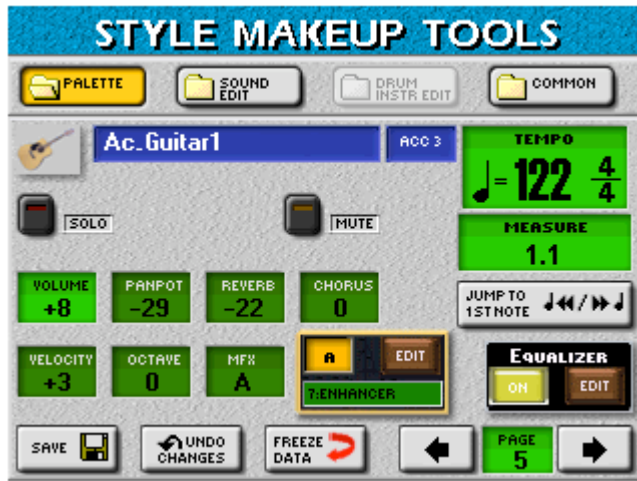 STYLE MAKEUP TOOLS
PALETTE
SOUND
EDIT
DRUM
INSTR EDIT
COMMON
Ac.Guitar1
ACC 3
TEMPO
= 122 4/4
SOLO
MUTE
MEASURE
1.1
VOLUME PANPOT REVERB CHORUS
+8 -29 -22 0
JUMP TO
1ST NOTE
VELOCITY OCTAVE MFX
+3 0 A
A EDIT
7:ENHANCER
EQUALIZER
ON EDIT
SAVE
UNDO
CHANGES
FREEZE
DATA
PAGE
5